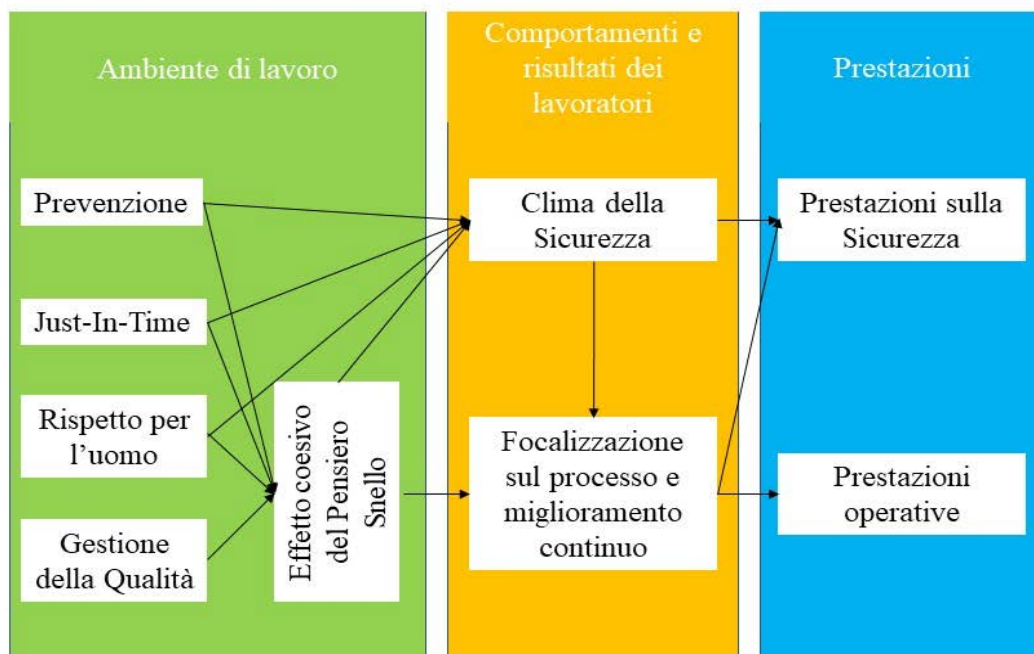 Ambiente di lavoro
Comportamenti e
risultati dei
lavoratori
Prestazioni
Prevenzione
Just-In-Time
Rispetto per
l’uomo
Gestione
della Qualità
Effetto coesivo
del Pensiero
Snello
Clima della
Sicurezza
Focalizzazione
sul processo e
miglioramento
continuo
Prestazioni sulla
Sicurezza
Prestazioni
operative